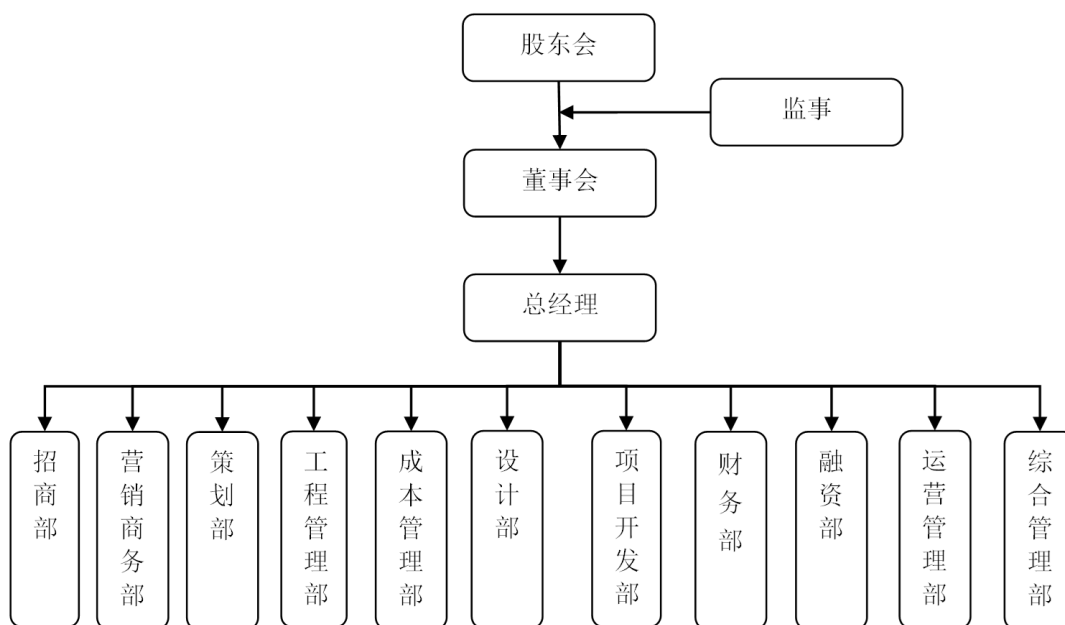 股东会
监事
董事会
总经理
招商部
营销商务部
策划部
工程管理部
成本管理部
设计部
项目开发部
财务部
融资部
运营管理部
综合管理部